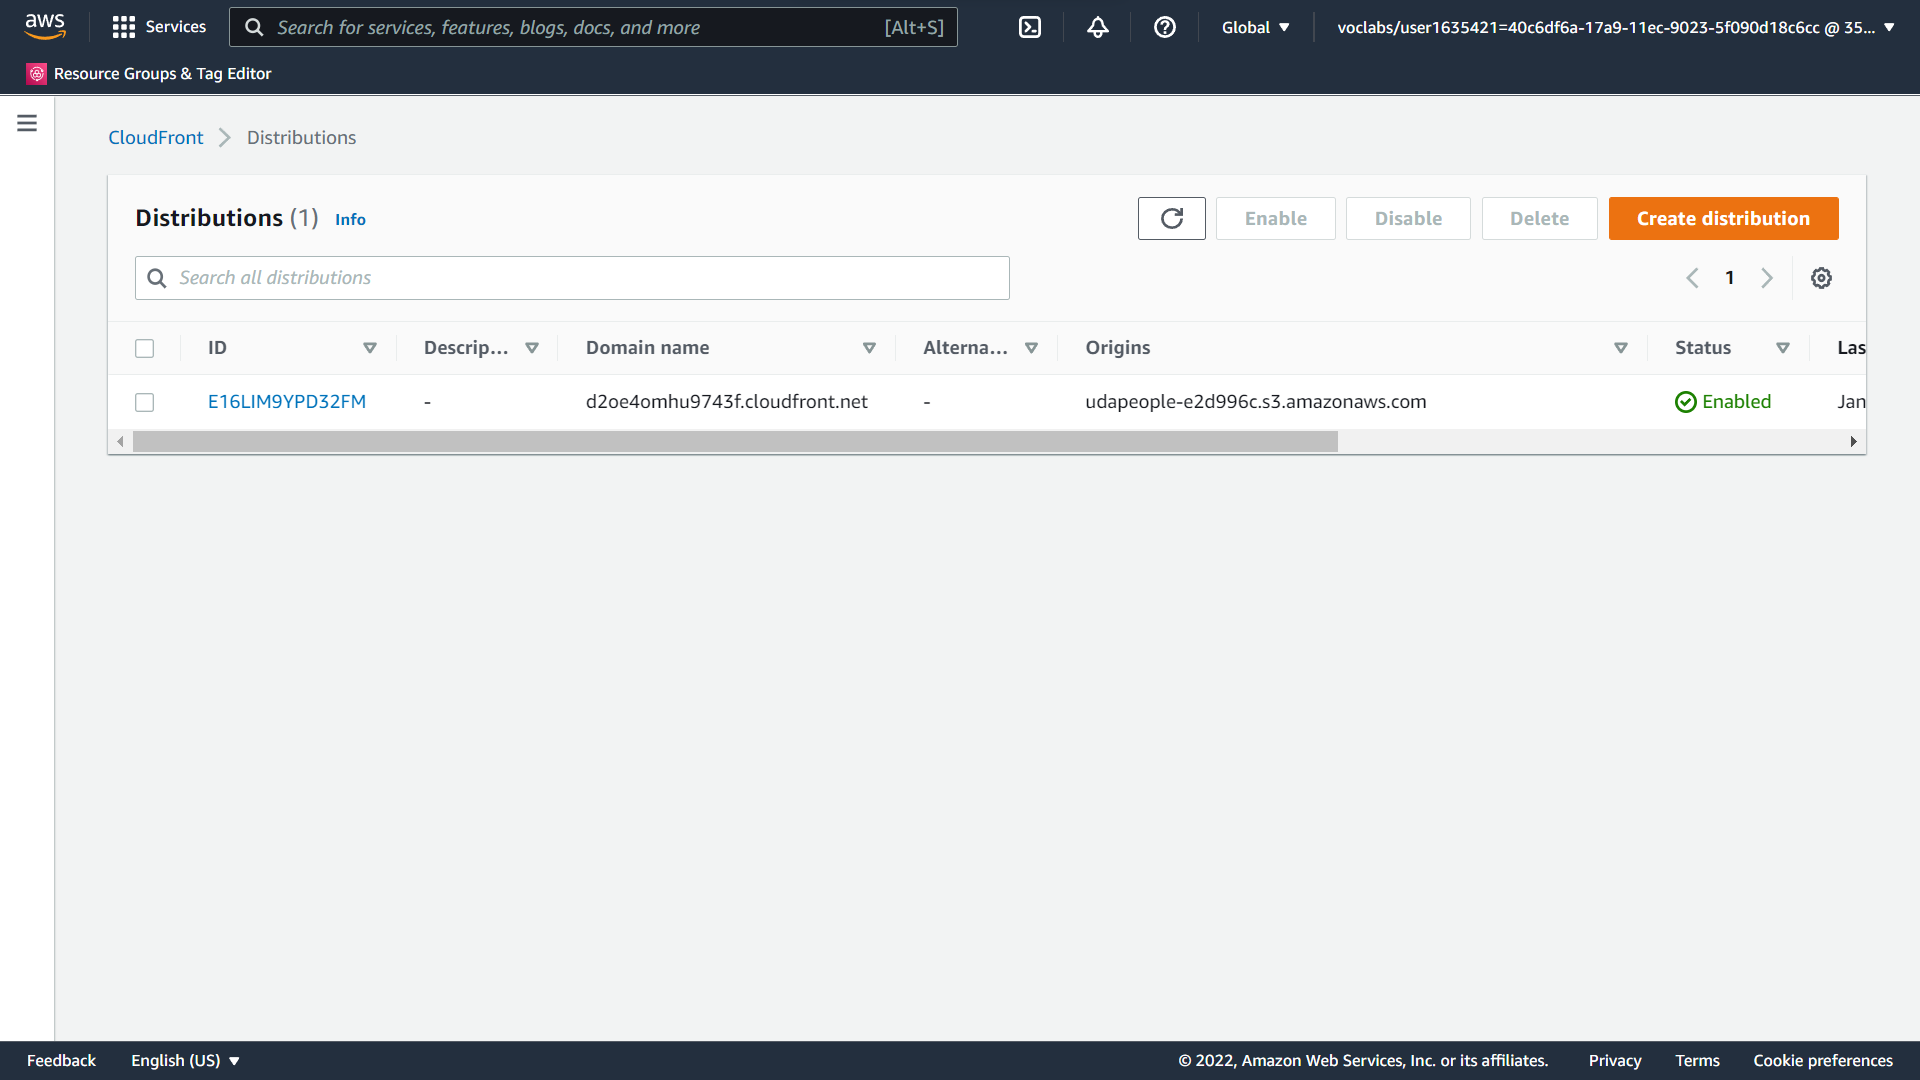 aws
Services
Search for services, features, blogs, docs, and more
[Alt+S]
Global
voclabs/user1635421=40c6df6a-17a9-11ec-9023-5f090d18c6cc @ 35...
Resource Groups & Tag Editor
CloudFront
Distributions
Distributions (1) Info
Enable
Disable
Delete
Create distribution
Search all distributions
1
ID
Descrip...
Domain name
Alterna...
Origins
Status
Las
E16LIM9YPD32FM
-
d2oe4omhu9743f.cloudfront.net
-
udapeople-e2d996c.s3.amazonaws.com
Enabled
Jan
Feedback
English (US)
© 2022, Amazon Web Services, Inc. or its affiliates.
Privacy
Terms
Cookie preferences